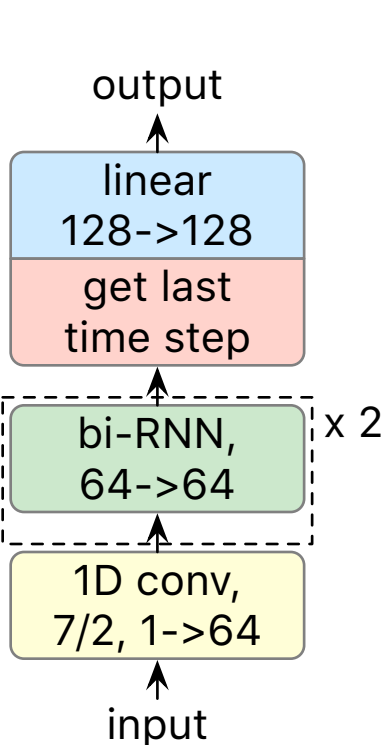 output
linear
128->128
get last
time step
bi-RNN,
64->64
x 2
1D conv,
7/2, 1->64
input